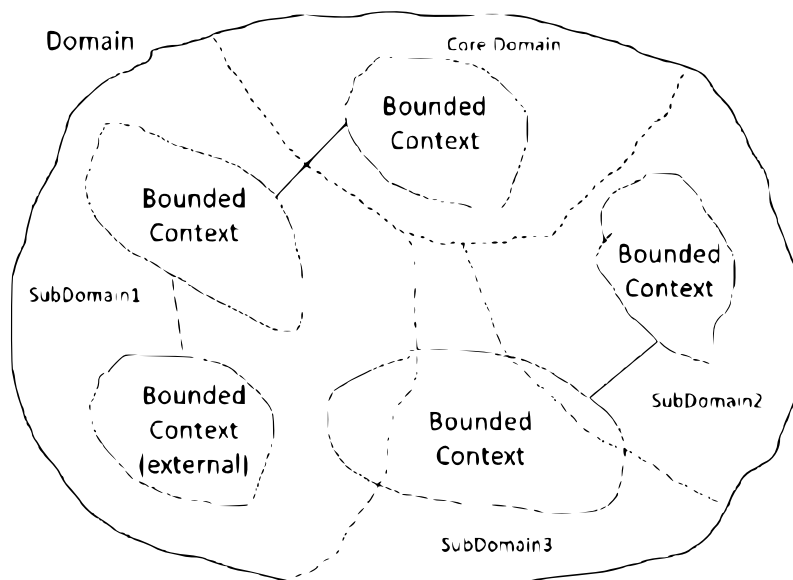 Domain
Core Domain
Bounded
Context
Bounded
Context
Bounded
Context
SubDomain1
SubDomain2
Bounded
Context
(external)
Bounded
Context
SubDomain3